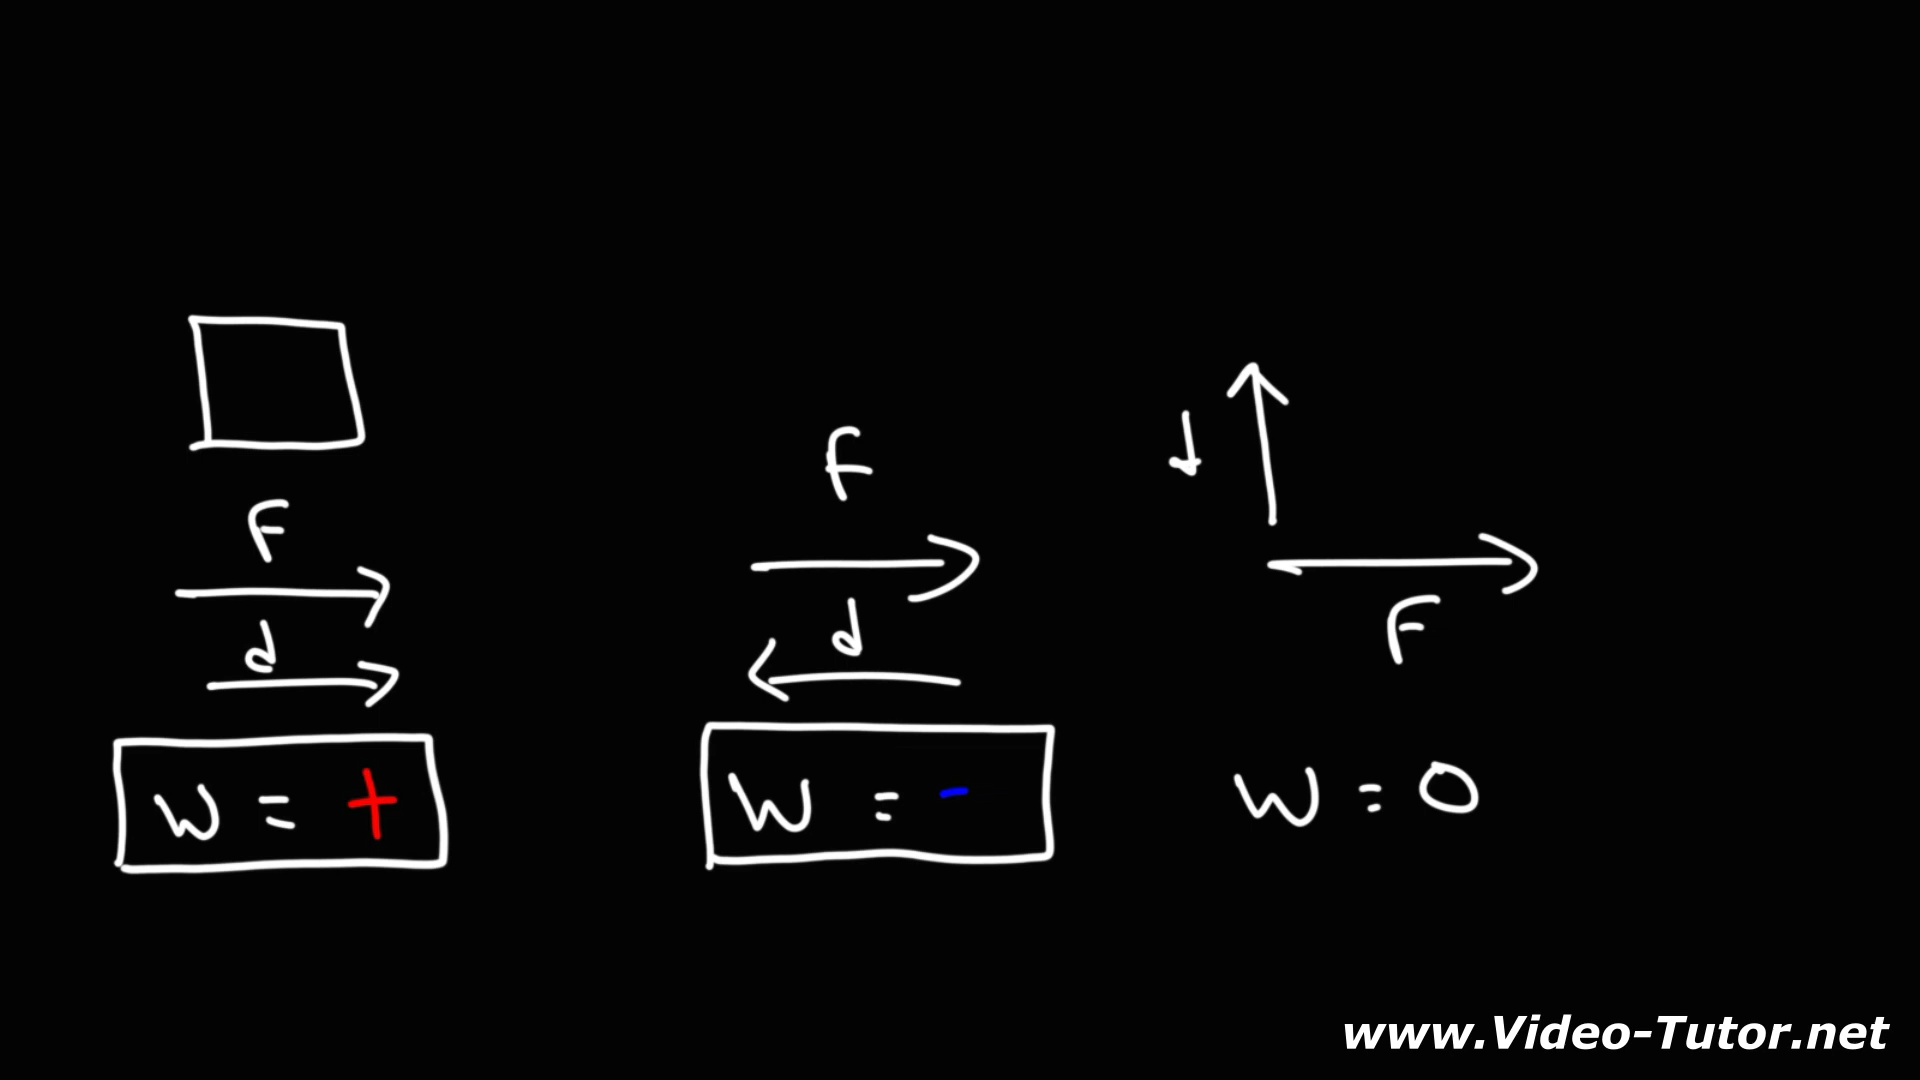 F
d
W = +
F
d
W = -
d
F
W = 0
www.Video-Tutor.net